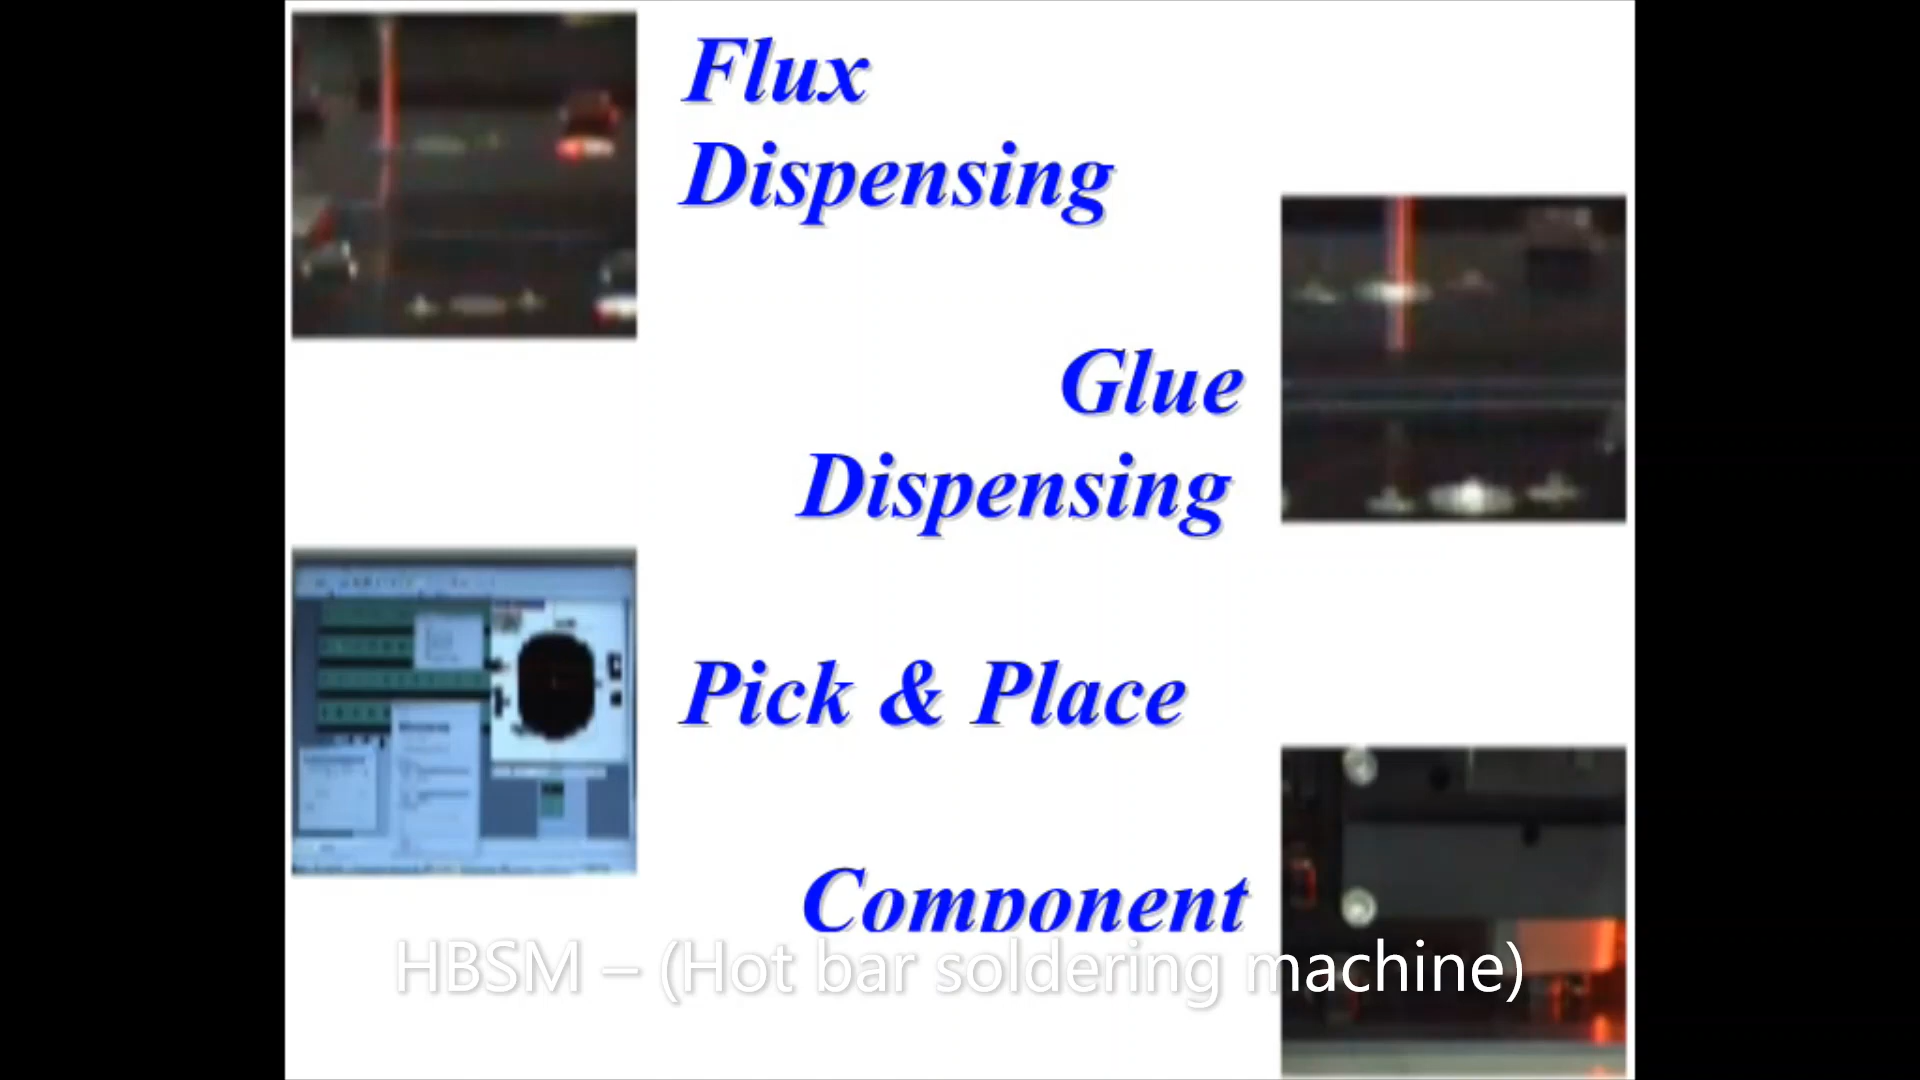 Flux
Dispensing
Glue
Dispensing
Pick & Place
Component
HBSM – (Hot bar soldering machine)